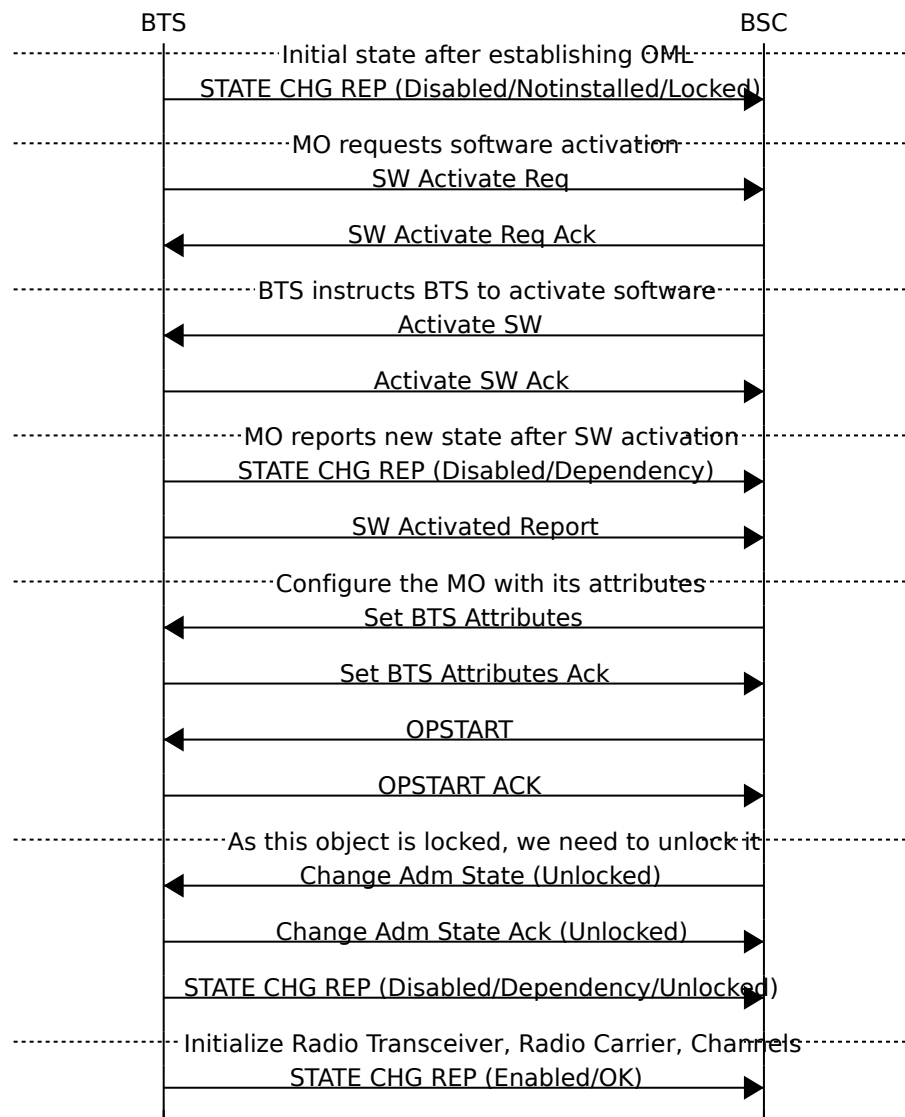 BTS BSC
Initial state after establishing OML
STATE CHG REP (Disabled/Notinstalled/Locked)
MO requests software activation
SW Activate Req
SW Activate Req Ack
BTS instructs BTS to activate software
Activate SW
Activate SW Ack
MO reports new state after SW activation
STATE CHG REP (Disabled/Dependency)
SW Activated Report
Configure the MO with its attributes
Set BTS Attributes
Set BTS Attributes Ack
OPSTART
OPSTART ACK
As this object is locked, we need to unlock it
Change Adm State (Unlocked)
Change Adm State Ack (Unlocked)
STATE CHG REP (Disabled/Dependency/Unlocked)
Initialize Radio Transceiver, Radio Carrier, Channels
STATE CHG REP (Enabled/OK)